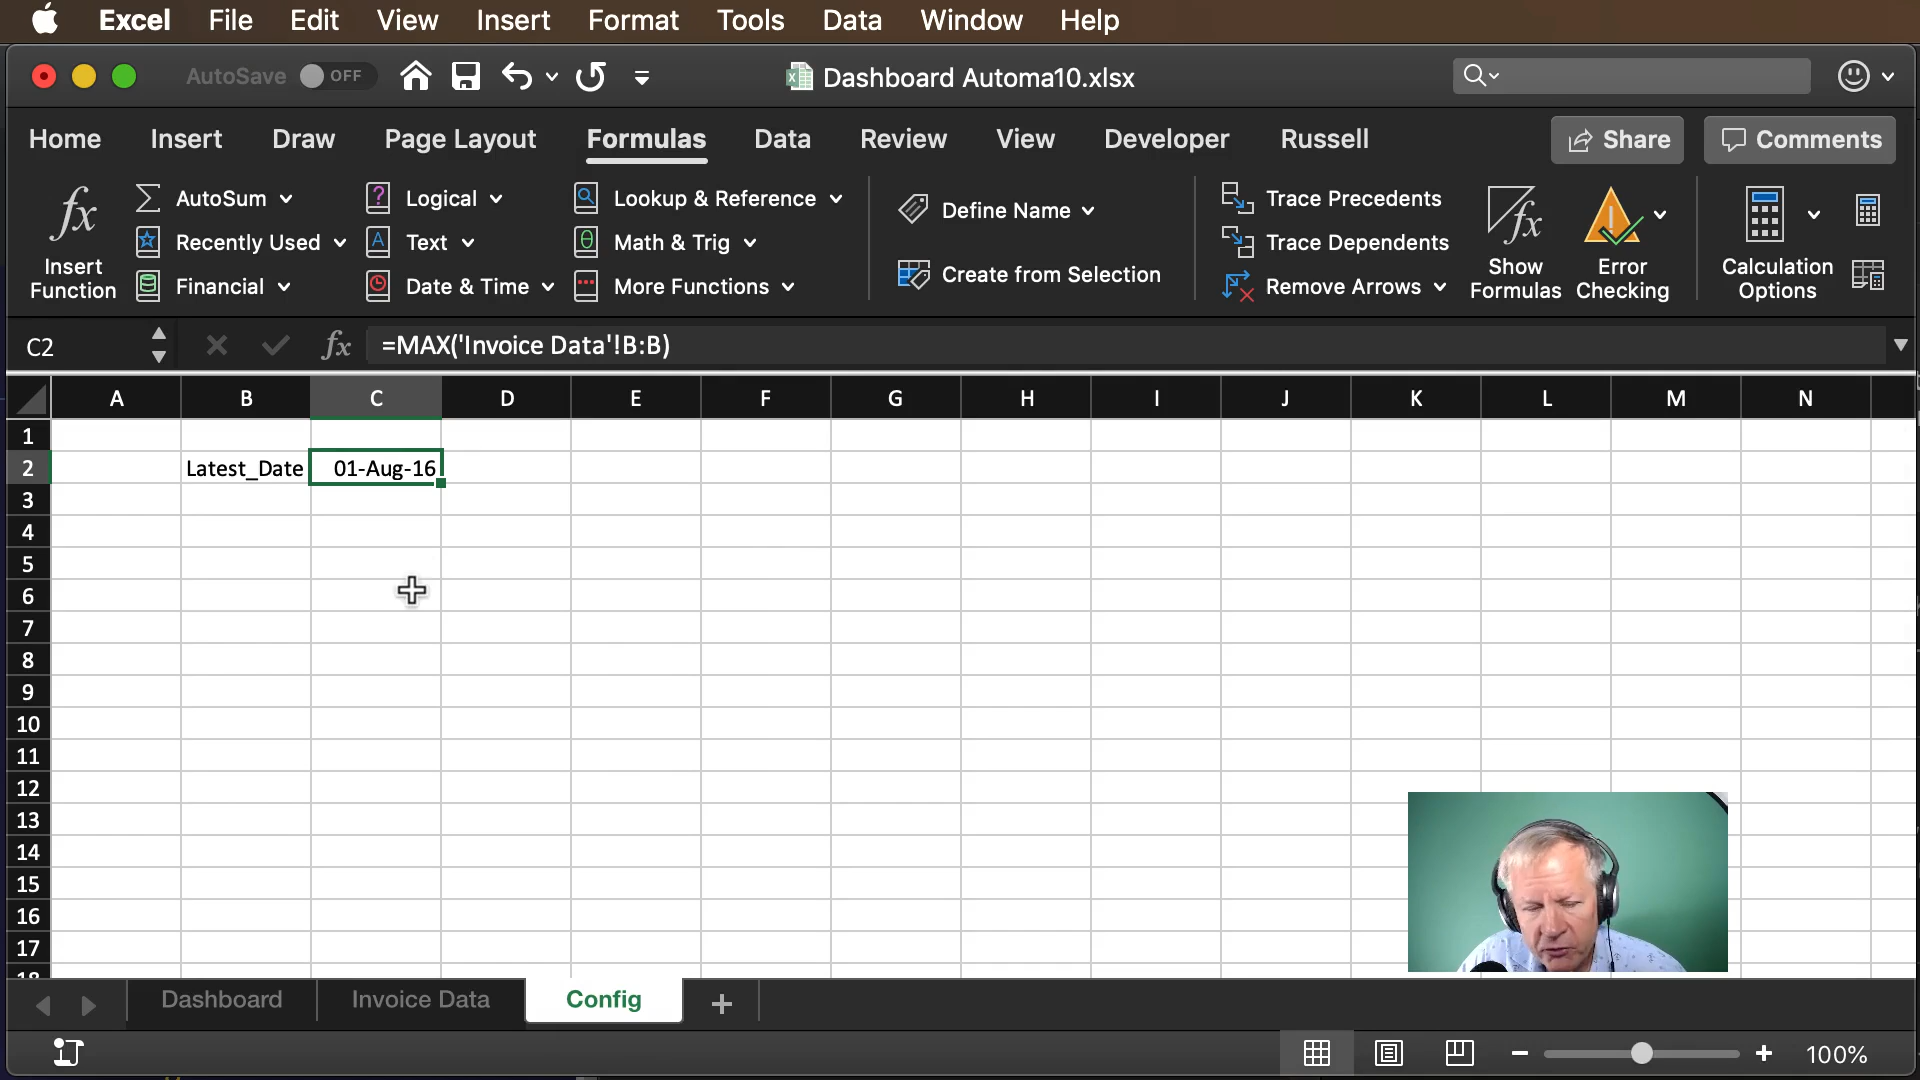 Excel File Edit View Insert Format Tools Data Window Help
AutoSave OFF Dashboard Automa10.xlsx
Home Insert Draw Page Layout Formulas Data Review View Developer Russell Share Comments
AutoSum Logical Lookup & Reference Define Name Trace Precedents
Recently Used Text Math & Trig Trace Dependents
Financial Date & Time More Functions Create from Selection Remove Arrows
fx Insert Function
fx Show Formulas
Error Checking
Calculation Options
C2 fx =MAX('Invoice Data'!B:B)
A B C D E F G H I J K L M N
1
2 Latest_Date 01-Aug-16
3
4
5
6
7
8
9
10
11
12
13
14
15
16
17
18
Dashboard Invoice Data Config +
100%